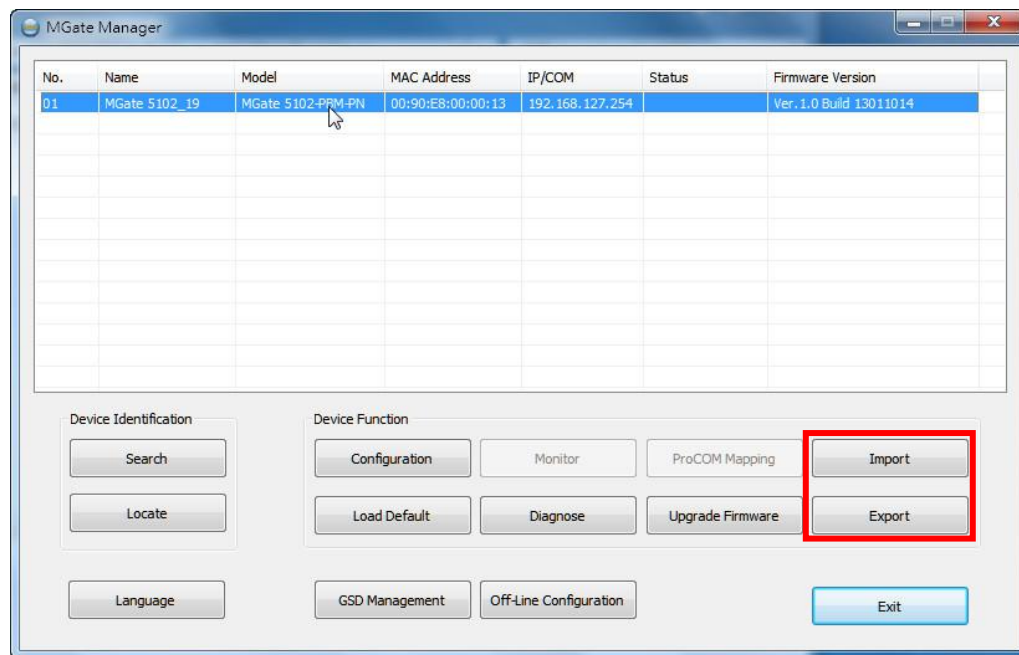 MGate Manager
No. Name Model MAC Address IP/COM Status Firmware Version
01 MGate 5102_19 MGate 5102-PBM-PN 00:90:E8:00:00:13 192.168.127.254 Ver.1.0 Build 13011014
Device Identification Device Function
Search Configuration Monitor ProCOM Mapping Import
Locate Load Default Diagnose Upgrade Firmware Export
Language GSD Management Off-Line Configuration Exit